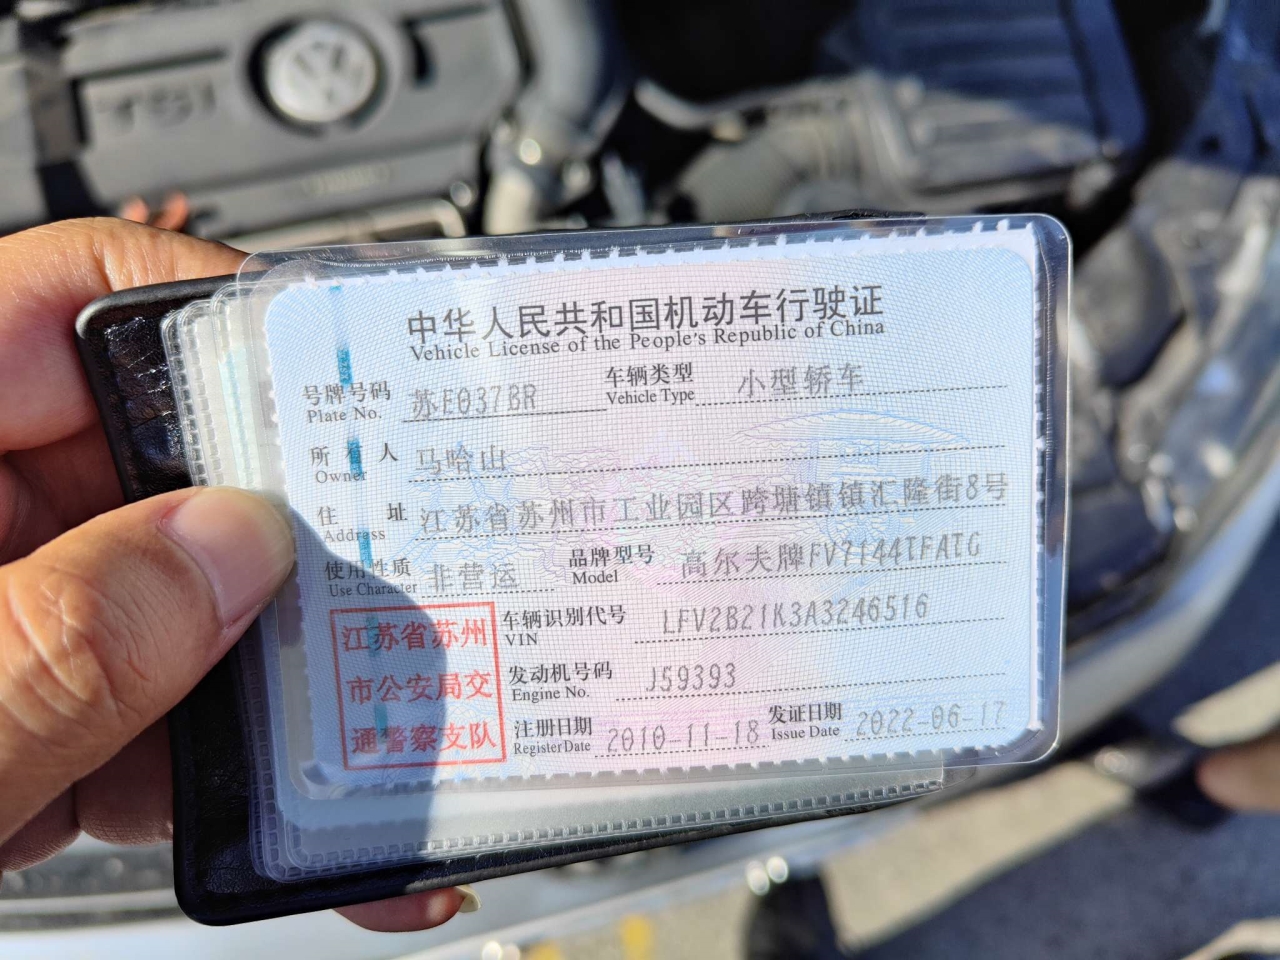 TSI
中华人民共和国机动车行驶证
Vehicle License of the People's Republic of China
号牌号码 苏E037BR 车辆类型 小型轿车
Plate No. Vehicle Type
所有人 马哈山
Owner
住址 江苏省苏州市工业园区跨塘镇镇汇隆街8号
Address
使用性质 非营运 品牌型号 高尔夫牌FV7144TFATG
Use Character Model
江苏省苏州 车辆识别代号 LFV2B21K3A3246516
VIN
市公安局交 发动机号码 J59393
Engine No.
通警察支队 注册日期 2010-11-18 发证日期 2022-06-17
Register Date Issue Date